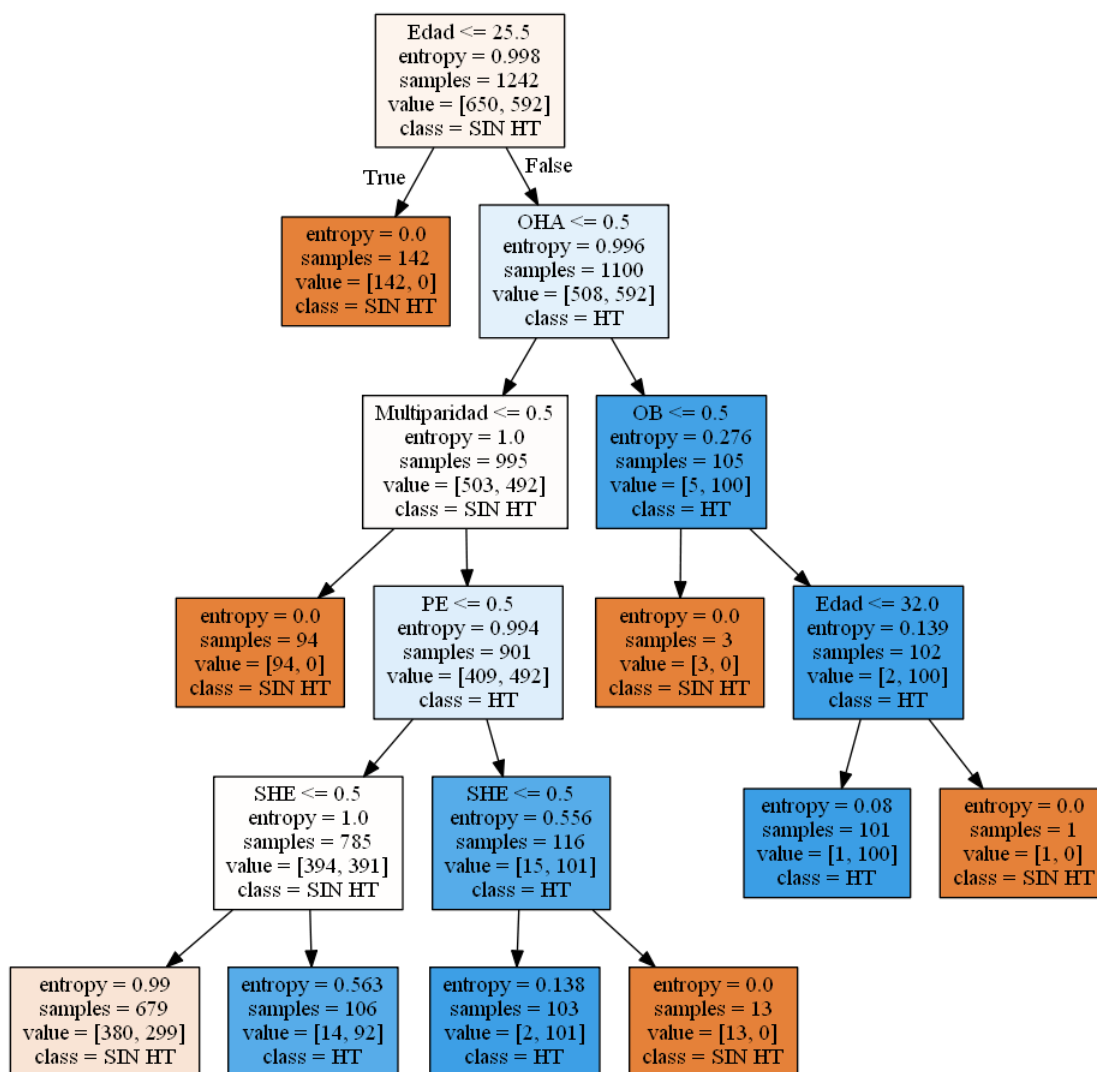 Edad <= 25.5
entropy = 0.998
samples = 1242
value = [650, 592]
class = SIN HT
True
False
entropy = 0.0
samples = 142
value = [142, 0]
class = SIN HT
OHA <= 0.5
entropy = 0.996
samples = 1100
value = [508, 592]
class = HT
Multiparidad <= 0.5
entropy = 1.0
samples = 995
value = [503, 492]
class = SIN HT
OB <= 0.5
entropy = 0.276
samples = 105
value = [5, 100]
class = HT
entropy = 0.0
samples = 94
value = [94, 0]
class = SIN HT
PE <= 0.5
entropy = 0.994
samples = 901
value = [409, 492]
class = HT
entropy = 0.0
samples = 3
value = [3, 0]
class = SIN HT
Edad <= 32.0
entropy = 0.139
samples = 102
value = [2, 100]
class = HT
SHE <= 0.5
entropy = 1.0
samples = 785
value = [394, 391]
class = SIN HT
SHE <= 0.5
entropy = 0.556
samples = 116
value = [15, 101]
class = HT
entropy = 0.08
samples = 101
value = [1, 100]
class = HT
entropy = 0.0
samples = 1
value = [1, 0]
class = SIN HT
entropy = 0.99
samples = 679
value = [380, 299]
class = SIN HT
entropy = 0.563
samples = 106
value = [14, 92]
class = HT
entropy = 0.138
samples = 103
value = [2, 101]
class = HT
entropy = 0.0
samples = 13
value = [13, 0]
class = SIN HT